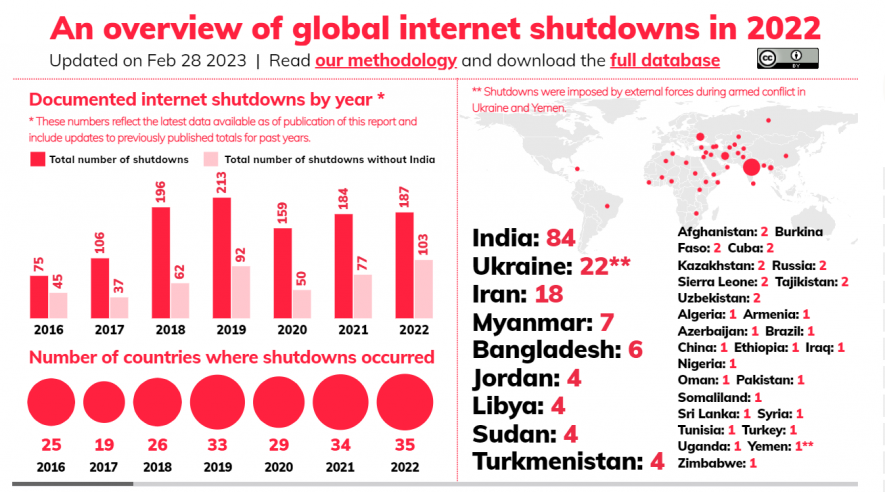 An overview of global internet shutdowns in 2022
Updated on Feb 28 2023 | Read our methodology and download the full database
cc BY
Documented internet shutdowns by year *
* These numbers reflect the latest data available as of publication of this report and
include updates to previously published totals for past years.
Total number of shutdowns Total number of shutdowns without India
75 45 106 37 196 62 213 92 159 50 184 77 187 103
2016 2017 2018 2019 2020 2021 2022
Number of countries where shutdowns occurred
25 19 26 33 29 34 35
2016 2017 2018 2019 2020 2021 2022
** Shutdowns were imposed by external forces during armed conflict in
Ukraine and Yemen.
India: 84
Ukraine: 22**
Iran: 18
Myanmar: 7
Bangladesh: 6
Jordan: 4
Libya: 4
Sudan: 4
Turkmenistan: 4
Afghanistan: 2 Burkina
Faso: 2 Cuba: 2
Kazakhstan: 2 Russia: 2
Sierra Leone: 2 Tajikistan: 2
Uzbekistan: 2
Algeria: 1 Armenia: 1
Azerbaijan: 1 Brazil: 1
China: 1 Ethiopia: 1 Iraq: 1
Nigeria: 1
Oman: 1 Pakistan: 1
Somaliland: 1
Sri Lanka: 1 Syria: 1
Tunisia: 1 Turkey: 1
Uganda: 1 Yemen: 1**
Zimbabwe: 1